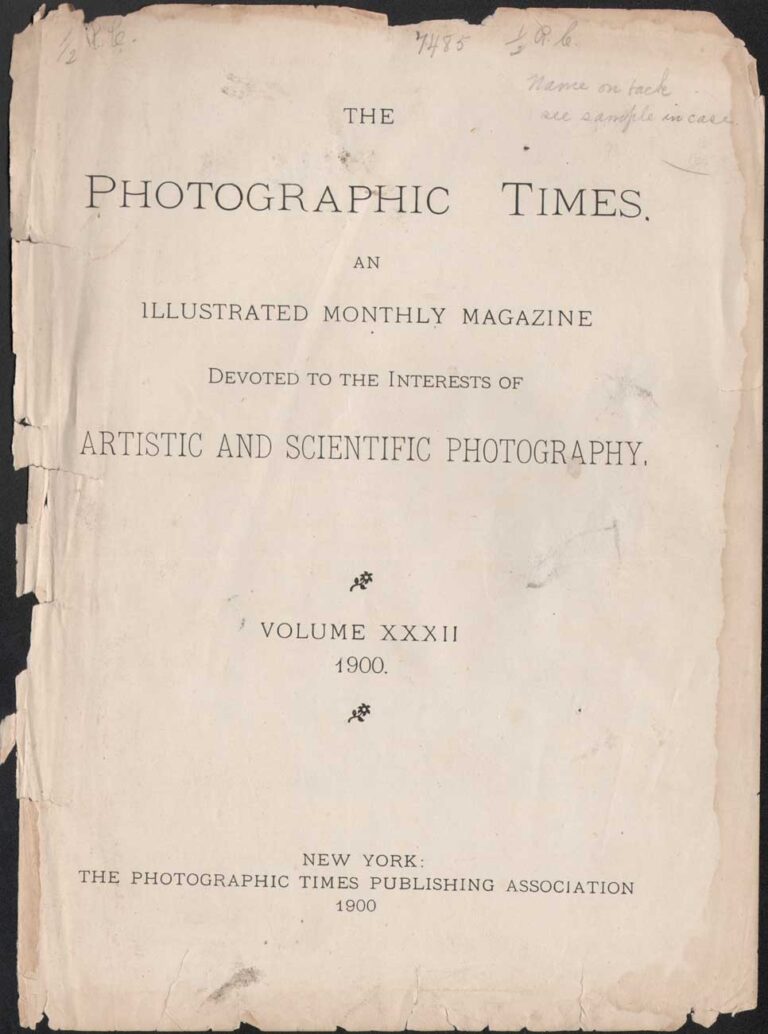 ½ R.C. 7485 ½ R.C.
Name on back
see sample in case
THE
PHOTOGRAPHIC TIMES.
AN
ILLUSTRATED MONTHLY MAGAZINE
DEVOTED TO THE INTERESTS OF
ARTISTIC AND SCIENTIFIC PHOTOGRAPHY.
VOLUME XXXII
1900.
NEW YORK:
THE PHOTOGRAPHIC TIMES PUBLISHING ASSOCIATION
1900